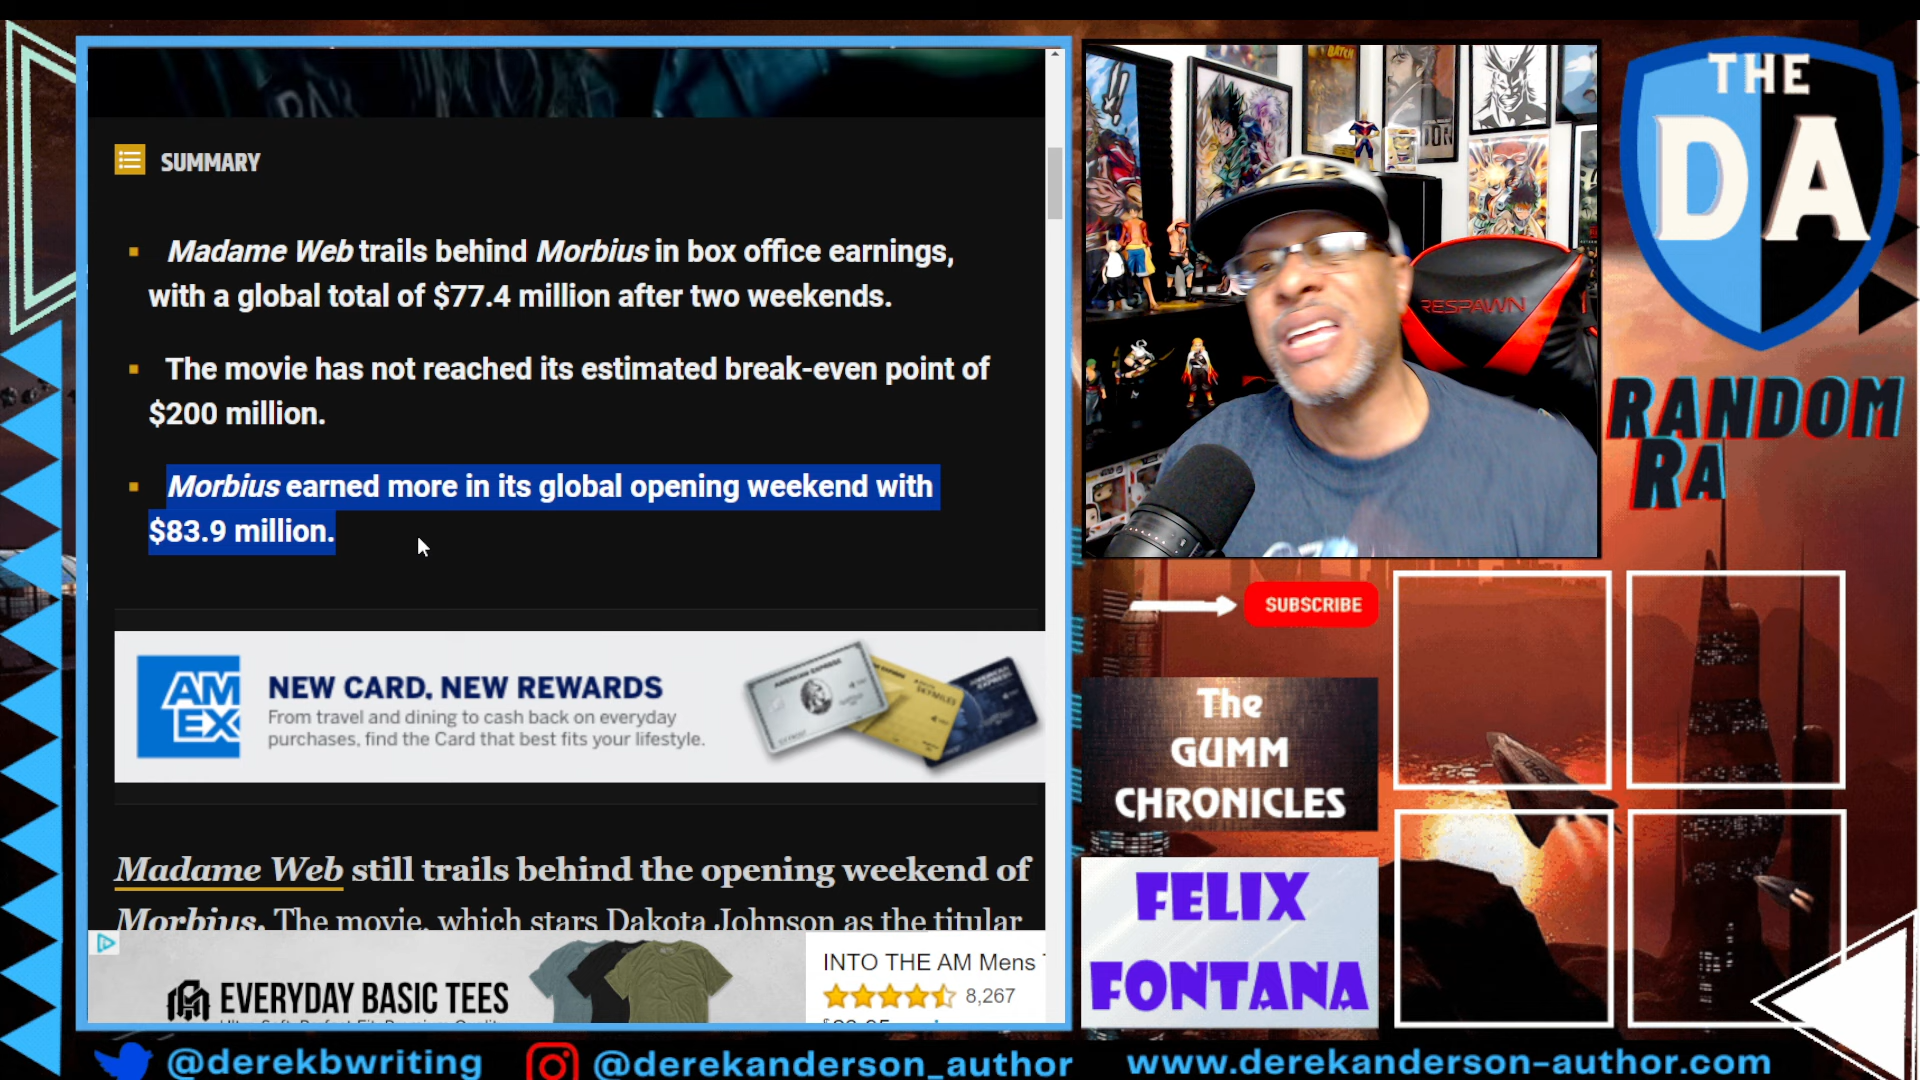 SUMMARY
Madame Web trails behind Morbius in box office earnings,
with a global total of $77.4 million after two weekends.
The movie has not reached its estimated break-even point of
$200 million.
Morbius earned more in its global opening weekend with
$83.9 million.
AM
EX
NEW CARD, NEW REWARDS
From travel and dining to cash back on everyday
purchases, find the Card that best fits your lifestyle.
Madame Web still trails behind the opening weekend of
Morbius. The movie, which stars Dakota Johnson as the titular
EVERYDAY BASIC TEES
INTO THE AM Mens
8,267
RESPAWN
THE
DA
RANDOM
RA
SUBSCRIBE
The
GUMM
CHRONICLES
FELIX
FONTANA
@derekbwriting
@derekanderson_author
www.derekanderson-author.com